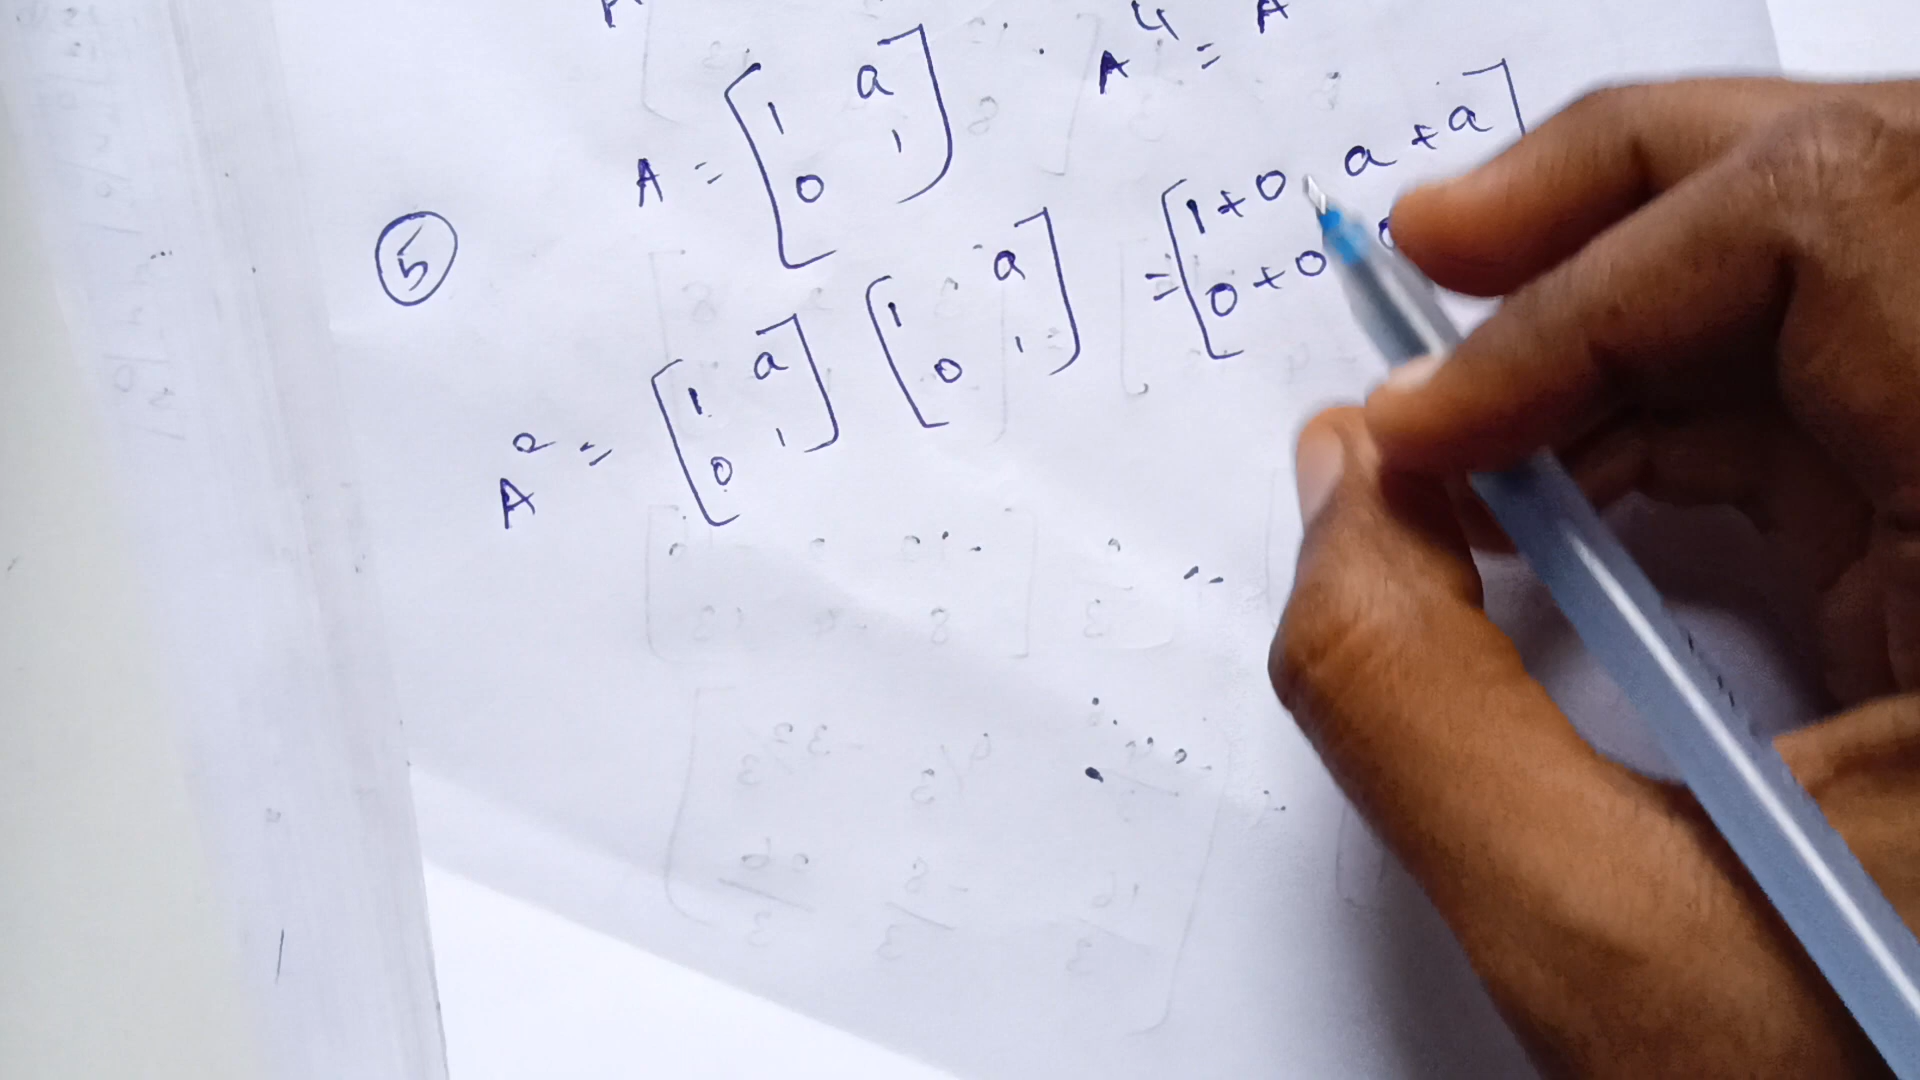 A A⁴ = A
⑤ A = [1 a
0 1]
A² = [1 a
0 1] [1 a
0 1] = [1+0 a+a
0+0